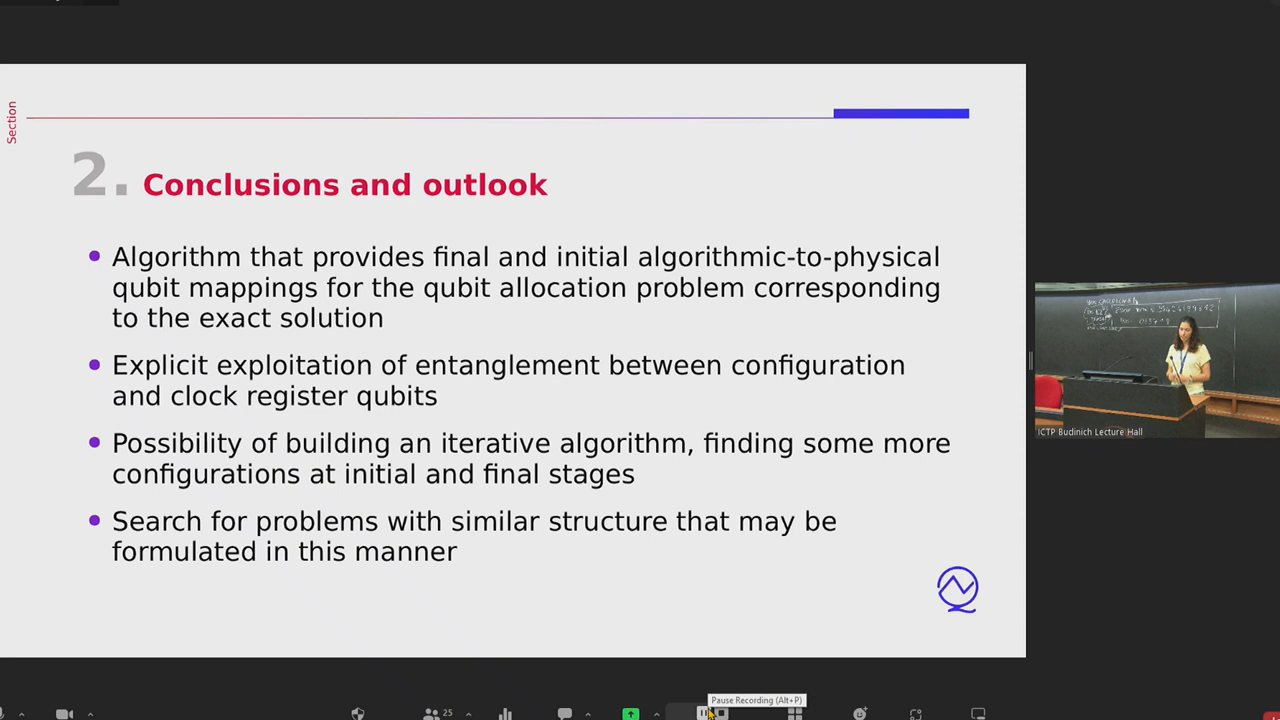 Section
2. Conclusions and outlook
• Algorithm that provides final and initial algorithmic-to-physical
qubit mappings for the qubit allocation problem corresponding
to the exact solution
• Explicit exploitation of entanglement between configuration
and clock register qubits
• Possibility of building an iterative algorithm, finding some more
configurations at initial and final stages
• Search for problems with similar structure that may be
formulated in this manner
ICTP Budinich Lecture Hall
25
Pause Recording (Alt+P)